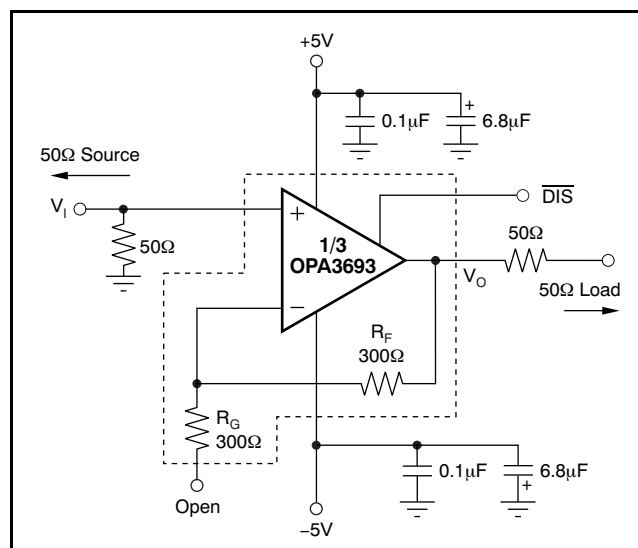 +5V
0.1μF
+
6.8μF
50Ω Source
V_I
50Ω
+
1/3
OPA3693
−
DIS
50Ω
V_O
50Ω Load
R_F
300Ω
R_G
300Ω
Open
0.1μF
6.8μF
+
−5V